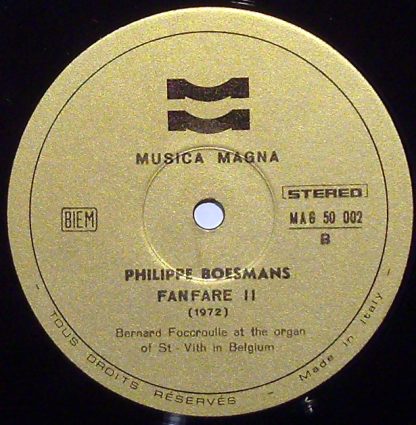 MUSICA MAGNA
BIEM
STEREO
MAG 50 002
B
PHILIPPE BOESMANS
FANFARE II
(1972)
Bernard Foccroulle at the organ
of St-Vith in Belgium
- TOUS DROITS RÉSERVÉS - Made in Italy -